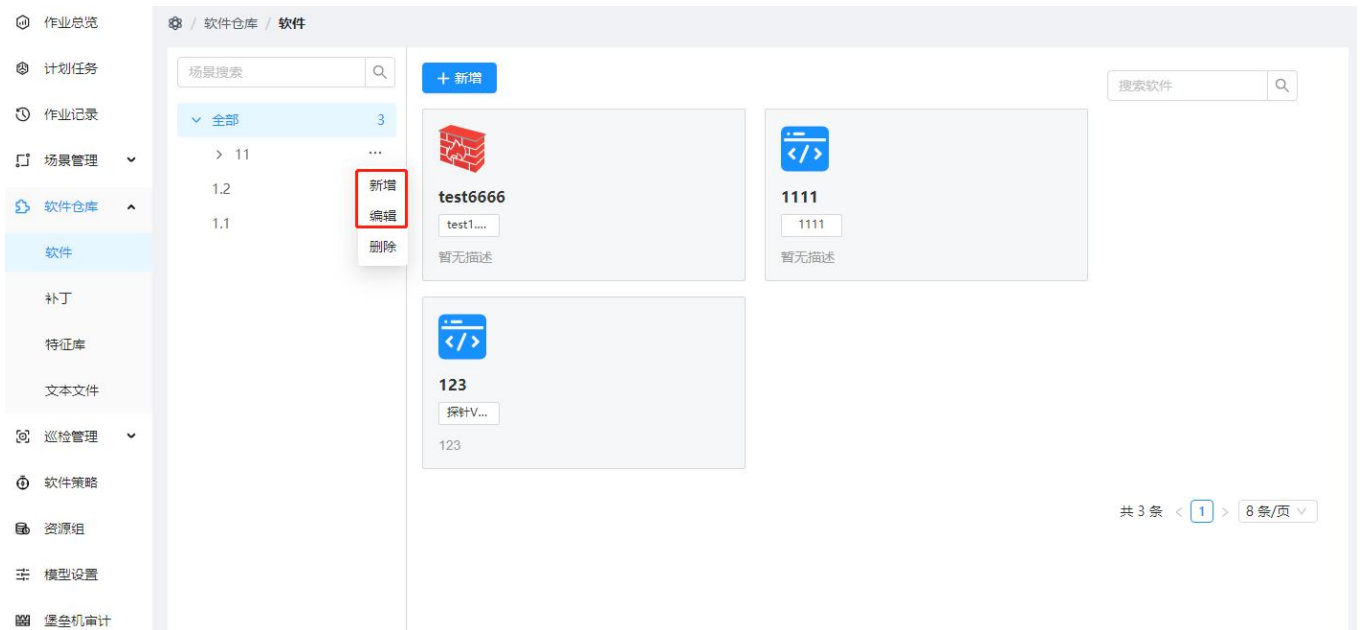 作业总览
计划任务
作业记录
场景管理
软件仓库
软件
补丁
特征库
文本文件
巡检管理
软件策略
资源组
模型设置
堡垒机审计
/ 软件仓库 / 软件
场景搜索
全部 3
11 ...
1.2
1.1
新增
编辑
删除
+ 新增
搜索软件
test6666
test1....
暂无描述
1111
1111
暂无描述
123
探针V...
123
共 3 条 < 1 > 8 条/页